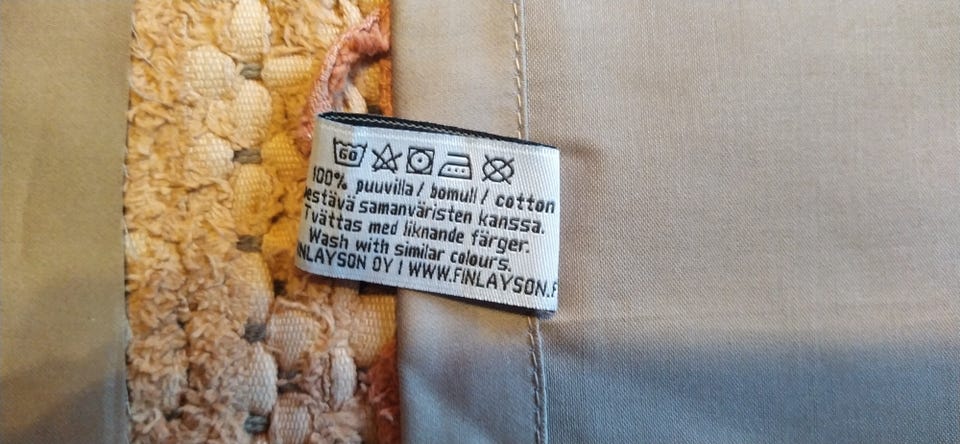 60
100% puuvilla / bomull / cotton
estävä samanväristen kanssa.
Tvättas med liknande färger.
Wash with similar colours.
NLAYSON OY | WWW.FINLAYSON.F